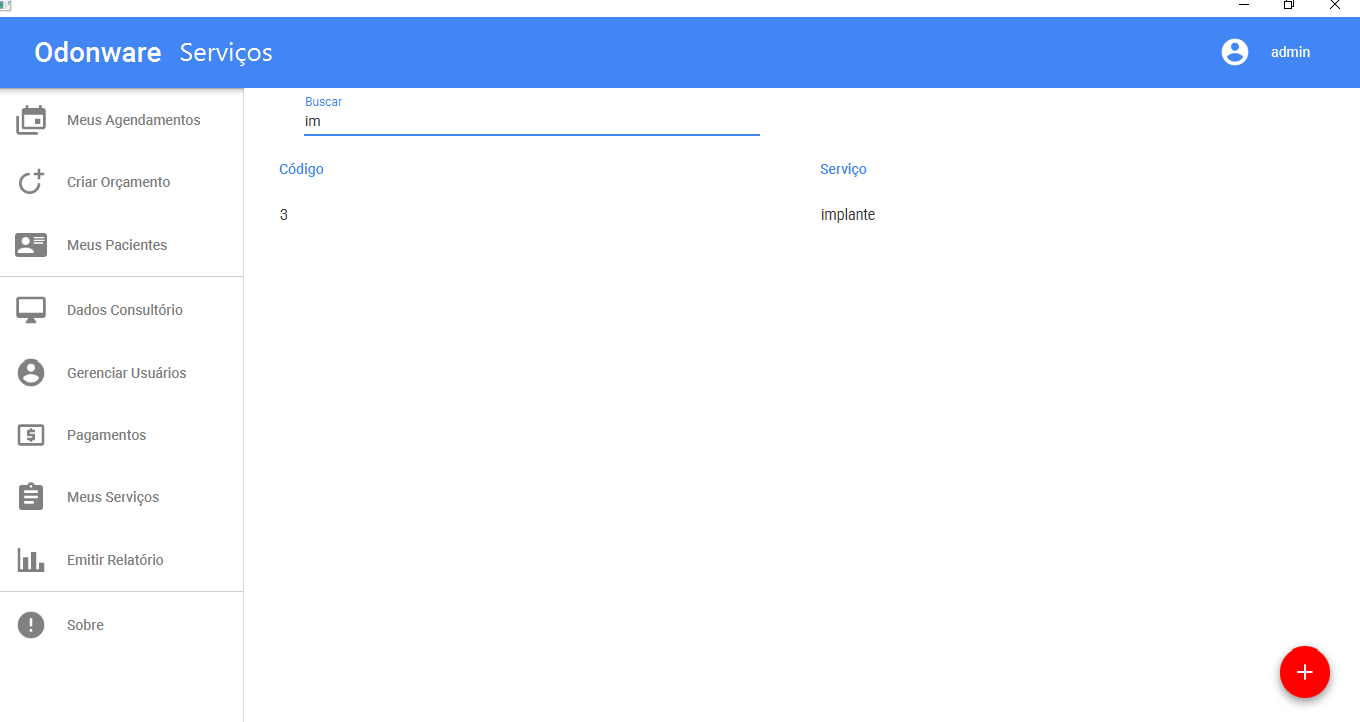 Odonware Serviços
admin
Meus Agendamentos
Criar Orçamento
Meus Pacientes
Dados Consultório
Gerenciar Usuários
Pagamentos
Meus Serviços
Emitir Relatório
Sobre
Buscar
im
Código Serviço
3 implante